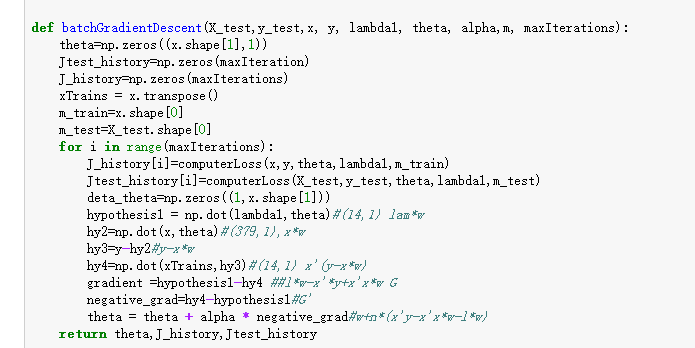 def batchGradientDescent(X_test,y_test,x, y, lambda1, theta, alpha,m, maxIterations):
    theta=np.zeros((x.shape[1],1))
    Jtest_history=np.zeros(maxIteration)
    J_history=np.zeros(maxIterations)
    xTrains = x.transpose()
    m_train=x.shape[0]
    m_test=X_test.shape[0]
    for i in range(maxIterations):
        J_history[i]=computerLoss(x,y,theta,lambda1,m_train)
        Jtest_history[i]=computerLoss(X_test,y_test,theta,lambda1,m_test)
        deta_theta=np.zeros((1,x.shape[1]))
        hypothesis1 = np.dot(lambda1,theta)#(14,1) lam*w
        hy2=np.dot(x,theta)#(379,1),x*w
        hy3=y-hy2#y-x*w
        hy4=np.dot(xTrains,hy3)#(14,1) x'(y-x*w)
        gradient =hypothesis1-hy4 ##l*w-x'*y+x'x*w G
        negative_grad=hy4-hypothesis1#G'
        theta = theta + alpha * negative_grad#w+n*(x'y-x'x*w-l*w)
    return theta,J_history,Jtest_history